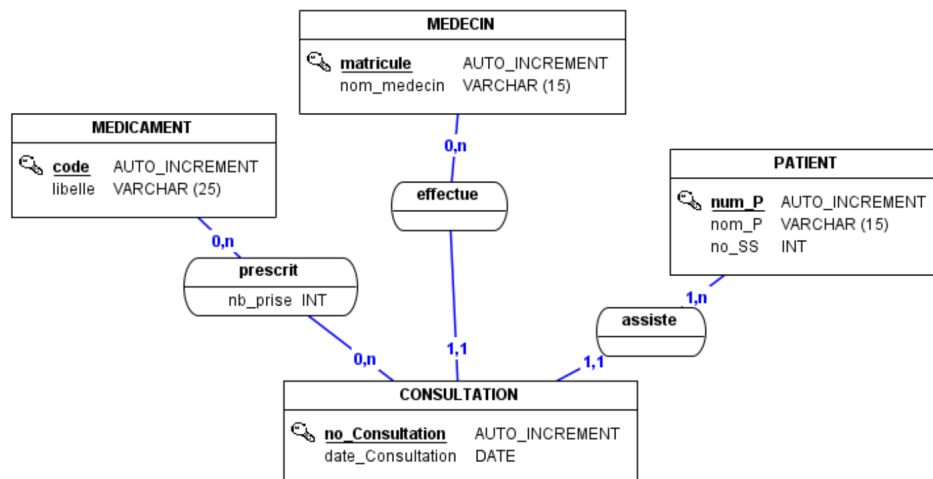 MEDECIN
matricule AUTO_INCREMENT
nom_medecin VARCHAR (15)
MEDICAMENT
code AUTO_INCREMENT
libelle VARCHAR (25)
0,n
PATIENT
num_P AUTO_INCREMENT
nom_P VARCHAR (15)
no_SS INT
effectue
0,n
prescrit
nb_prise INT
1,n
assiste
0,n
1,1
1,1
CONSULTATION
no_Consultation AUTO_INCREMENT
date_Consultation DATE